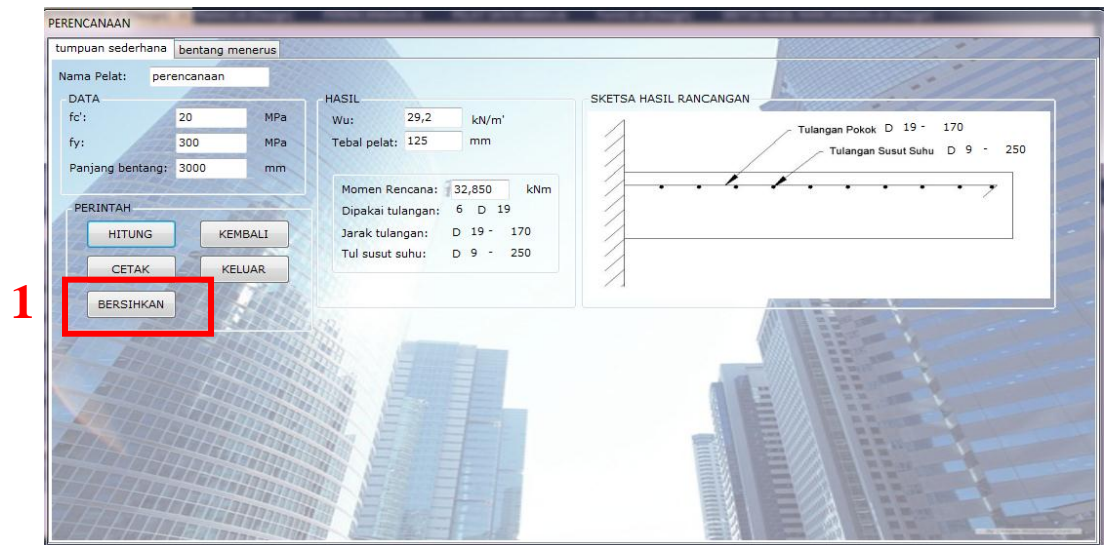 PERENCANAAN
tumpuan sederhana bentang menerus
Nama Pelat: perencanaan
DATA
fc': 20 MPa
fy: 300 MPa
Panjang bentang: 3000 mm
PERINTAH
HITUNG KEMBALI
CETAK KELUAR
BERSIHKAN
1
HASIL
Wu: 29,2 kN/m'
Tebal pelat: 125 mm
Momen Rencana: 32,850 kNm
Dipakai tulangan: 6 D 19
Jarak tulangan: D 19 - 170
Tul susut suhu: D 9 - 250
SKETSA HASIL RANCANGAN
Tulangan Pokok D 19 - 170
Tulangan Susut Suhu D 9 - 250